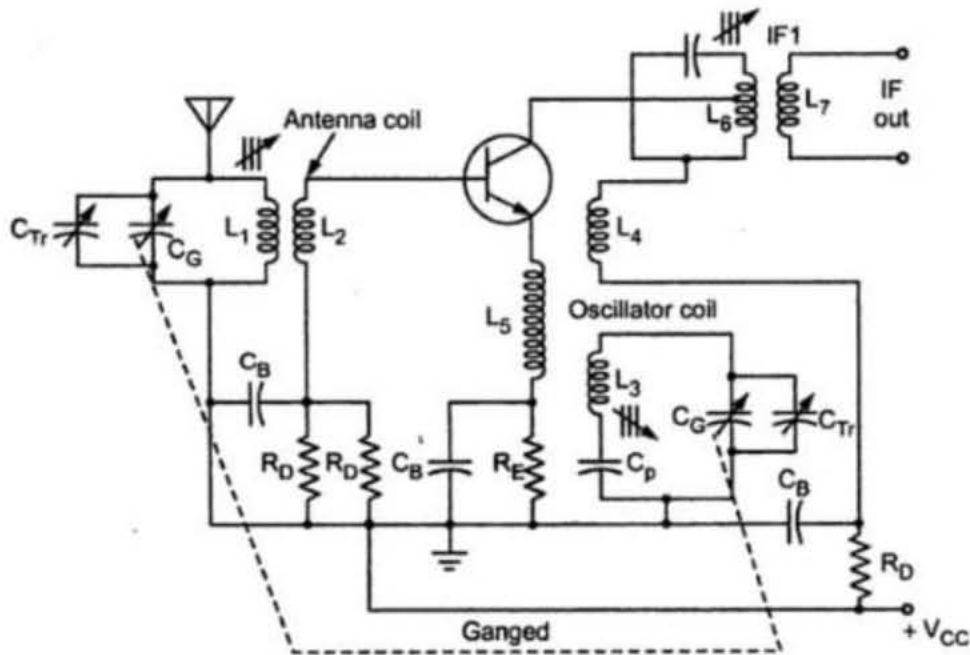 IF1
L6
L7
IF
out
Antenna coil
CTr
CG
L1
L2
L4
L5
Oscillator coil
L3
CG
CTr
CB
RD
RD
CB
RE
Cp
CB
RD
Ganged
+ VCC